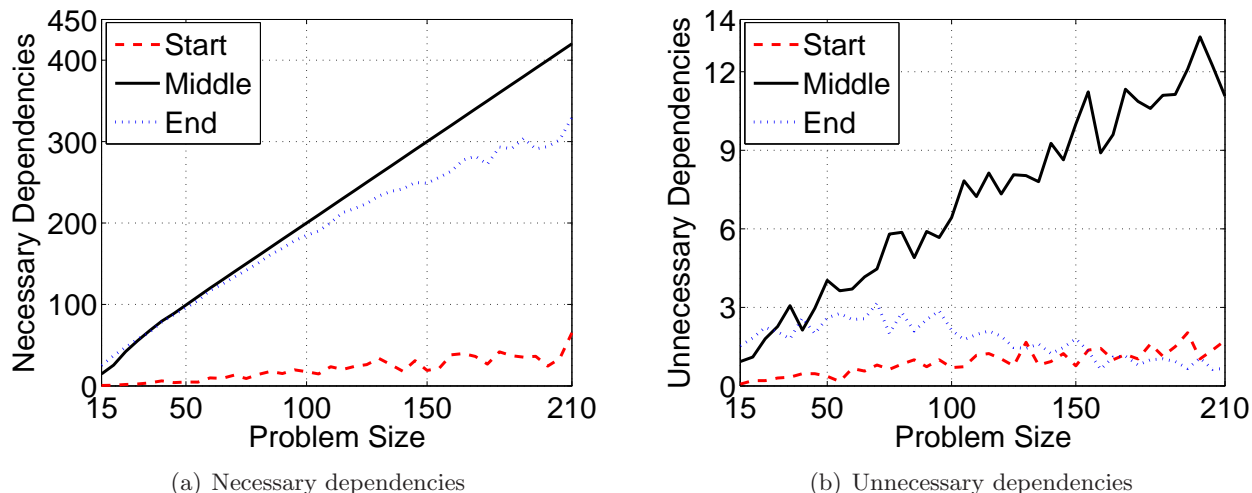 Necessary Dependencies
450
400
300
200
100
0
Start
Middle
End
15
50
100
150
210
Problem Size
(a) Necessary dependencies
Unnecessary Dependencies
14
12
9
6
3
0
Start
Middle
End
15
50
100
150
210
Problem Size
(b) Unnecessary dependencies